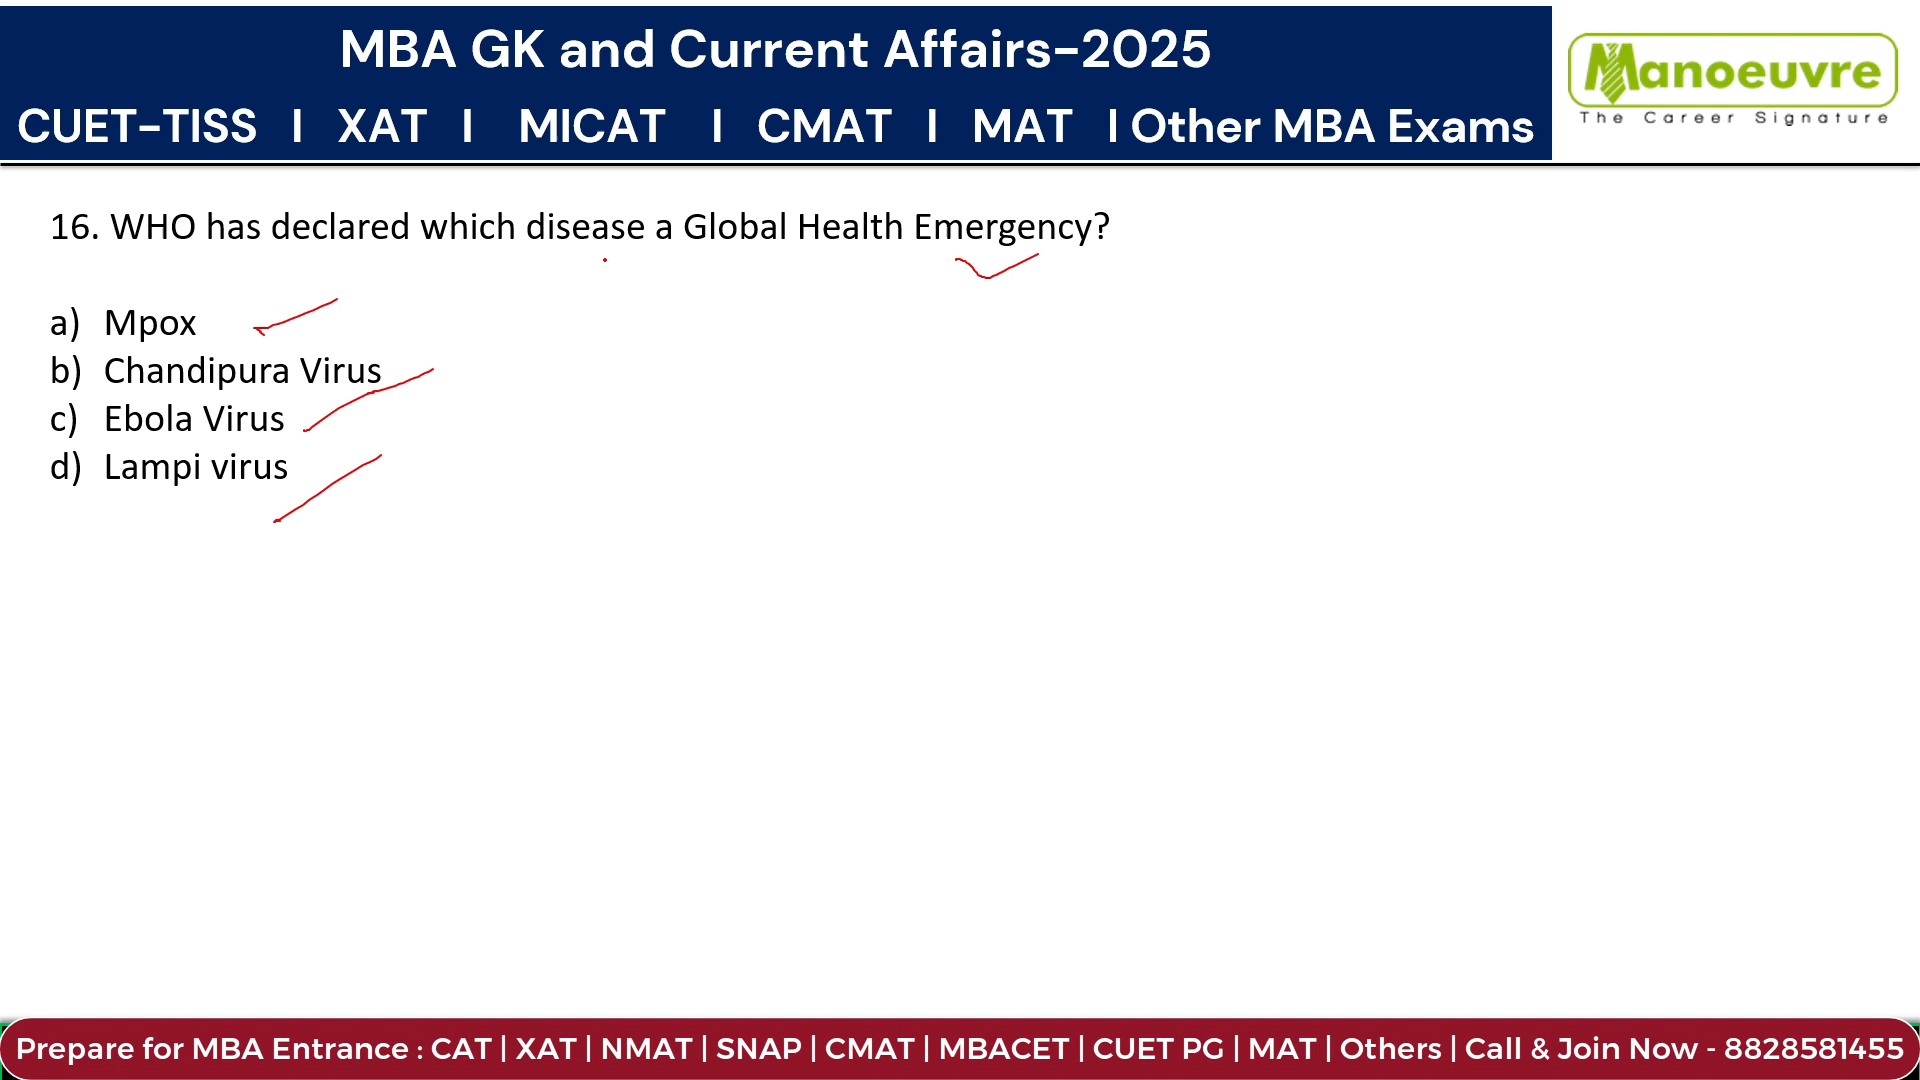 MBA GK and Current Affairs-2025
CUET-TISS I XAT I MICAT I CMAT I MAT I Other MBA Exams
Manoeuvre
The Career Signature
16. WHO has declared which disease a Global Health Emergency?
a) Mpox
b) Chandipura Virus
c) Ebola Virus
d) Lampi virus
Prepare for MBA Entrance : CAT | XAT | NMAT | SNAP | CMAT | MBACET | CUET PG | MAT | Others | Call & Join Now - 8828581455